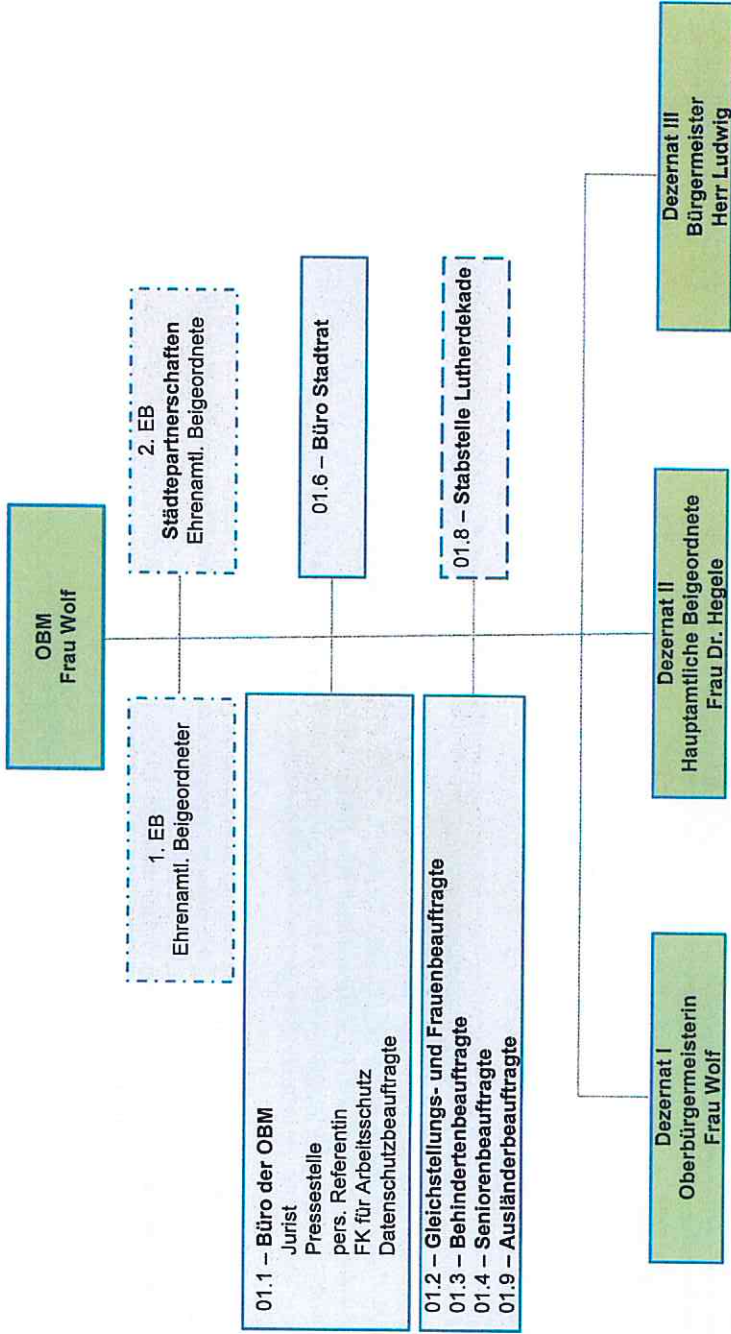 OBM
Frau Wolf
1. EB
Ehrenamtl. Beigeordneter
2. EB
Städtepartnerschaften
Ehrenamtl. Beigeordnete
01.1 – Büro der OBM
Jurist
Pressestelle
pers. Referentin
FK für Arbeitsschutz
Datenschutzbeauftragte
01.6 – Büro Stadtrat
01.2 – Gleichstellungs- und Frauenbeauftragte
01.3 – Behindertenbeauftragte
01.4 – Seniorenbeauftragte
01.9 – Ausländerbeauftragte
01.8 – Stabstelle Lutherdekade
Dezernat I
Oberbürgermeisterin
Frau Wolf
Dezernat II
Hauptamtliche Beigeordnete
Frau Dr. Hegele
Dezernat III
Bürgermeister
Herr Ludwig